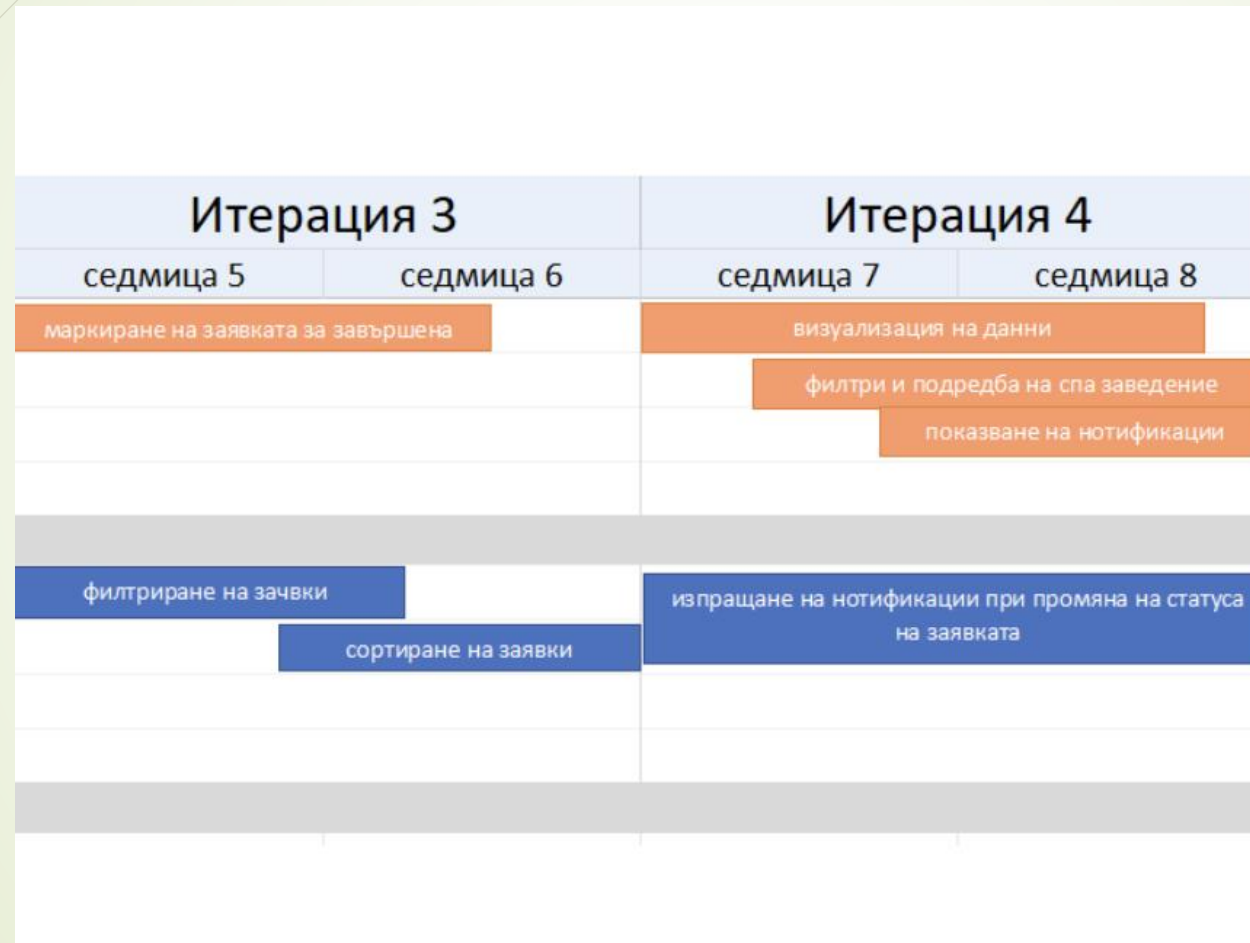 Итерация 3
Итерация 4
седмица 5
седмица 6
седмица 7
седмица 8
маркиране на заявката за завършена
визуализация на данни
филтри и подредба на спа заведение
показване на нотификации
филтриране на зачвки
сортиране на заявки
изпращане на нотификации при промяна на статуса
на заявката